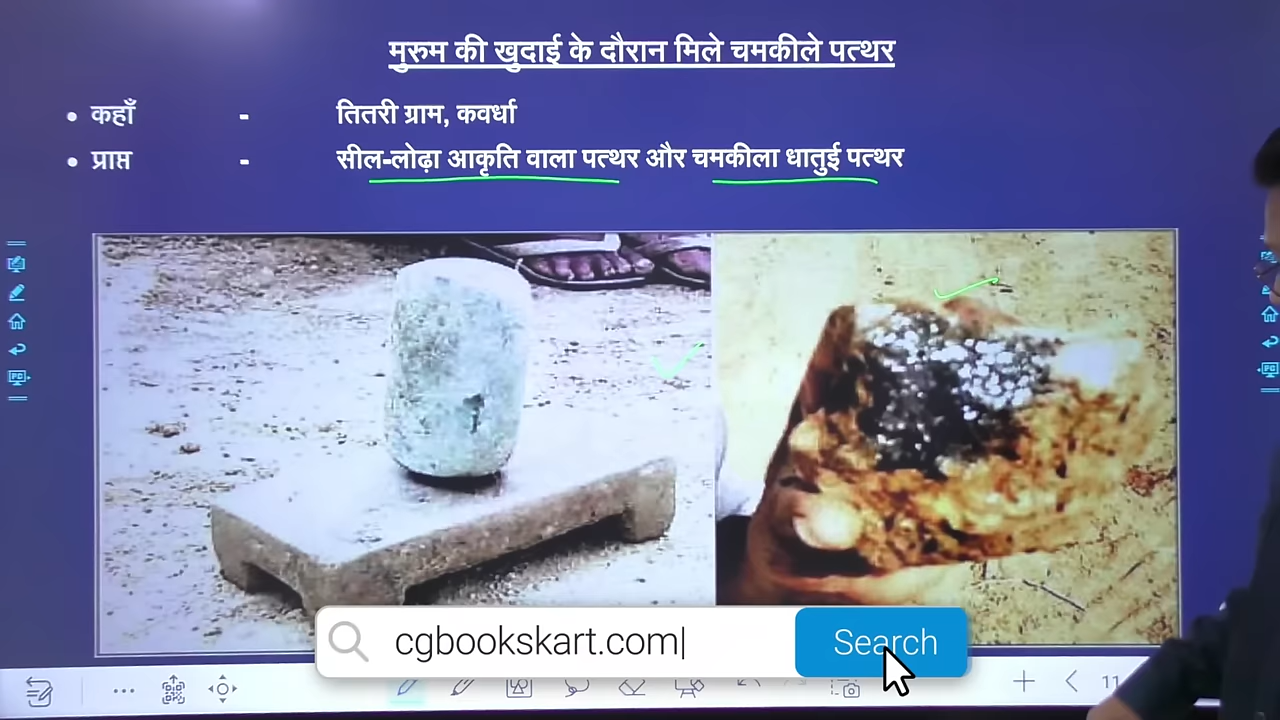 मुरुम की खुदाई के दौरान मिले चमकीले पत्थर
• कहाँ - तितरी ग्राम, कवर्धा
• प्राप्त - सील-लोढ़ा आकृति वाला पत्थर और चमकीला धातुई पत्थर
cgbookskart.com
Search
11